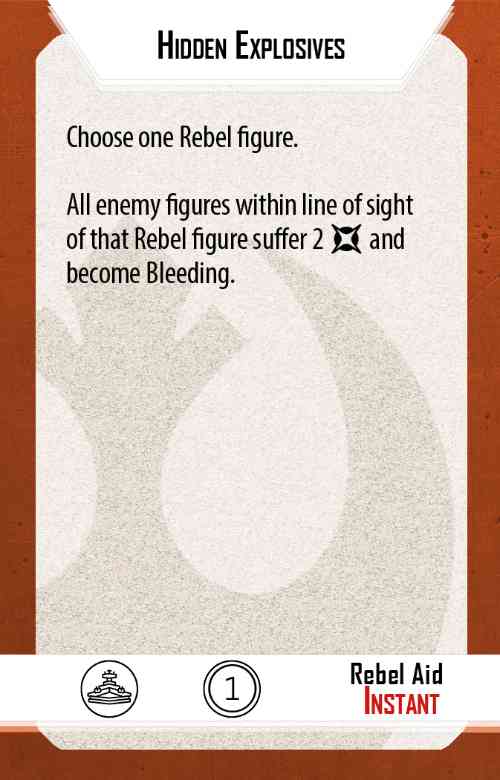 Hidden Explosives
Choose one Rebel figure.
All enemy figures within line of sight
of that Rebel figure suffer 2 and
become Bleeding.
1
Rebel Aid
Instant